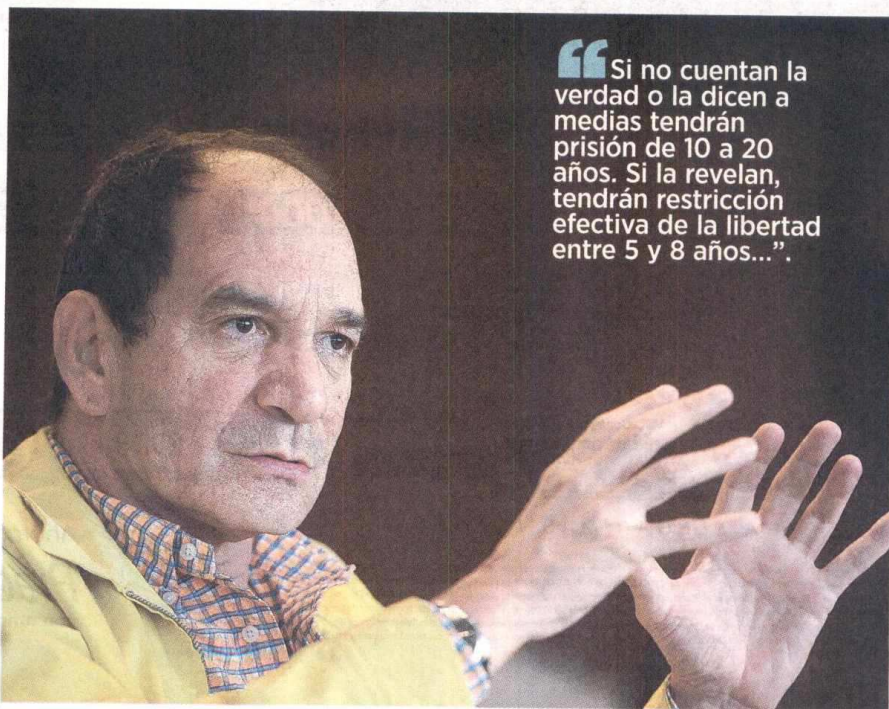 “Si no cuentan la
verdad o la dicen a
medias tendrán
prisión de 10 a 20
años. Si la revelan,
tendrán restricción
efectiva de la libertad
entre 5 y 8 años...”.